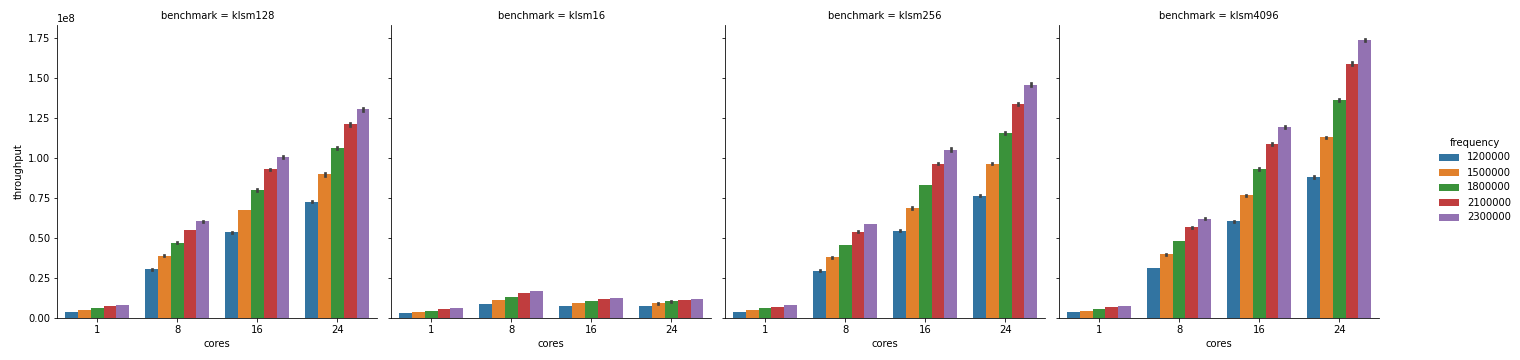 1e8
benchmark = klsm128
benchmark = klsm16
benchmark = klsm256
benchmark = klsm4096
1.75
1.50
1.25
1.00
0.75
0.50
0.25
0.00
throughput
1 8 16 24
1 8 16 24
1 8 16 24
1 8 16 24
cores
cores
cores
cores
frequency
1200000
1500000
1800000
2100000
2300000